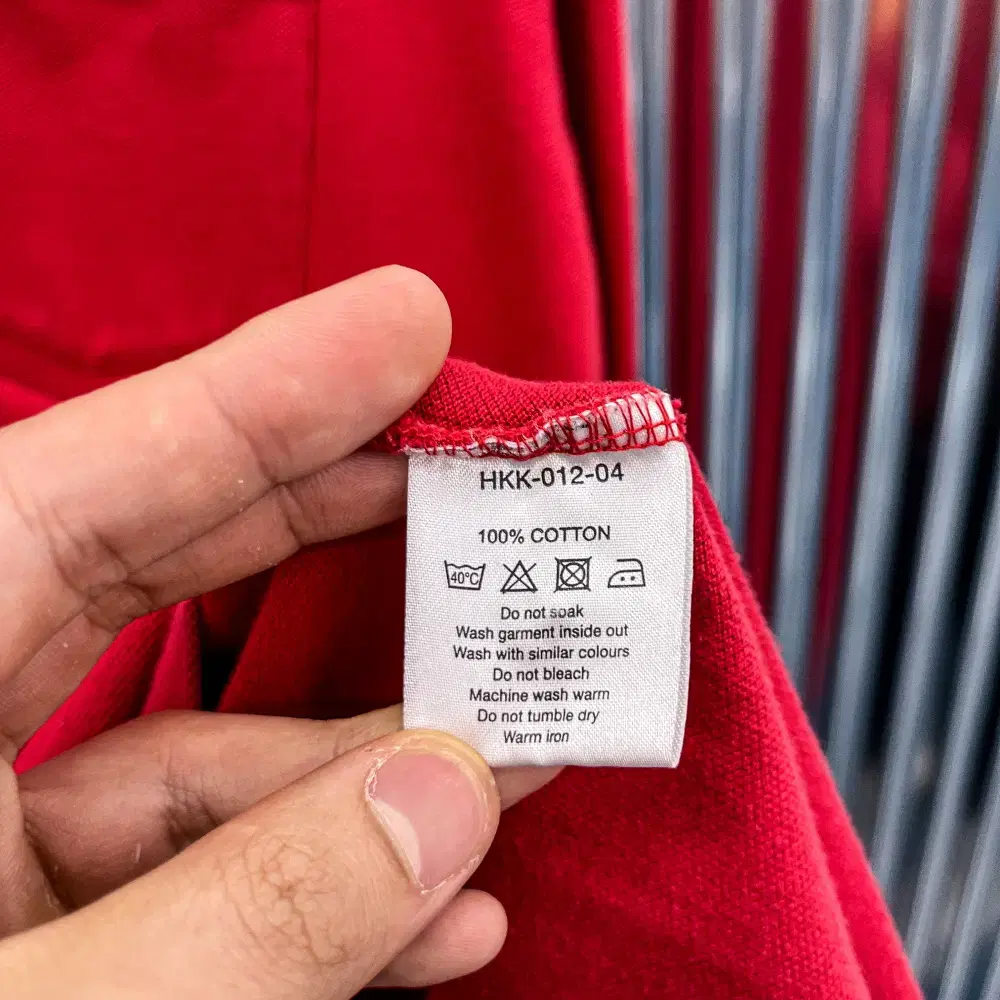 HKK-012-04
100% COTTON
40°C
Do not soak
Wash garment inside out
Wash with similar colours
Do not bleach
Machine wash warm
Do not tumble dry
Warm iron